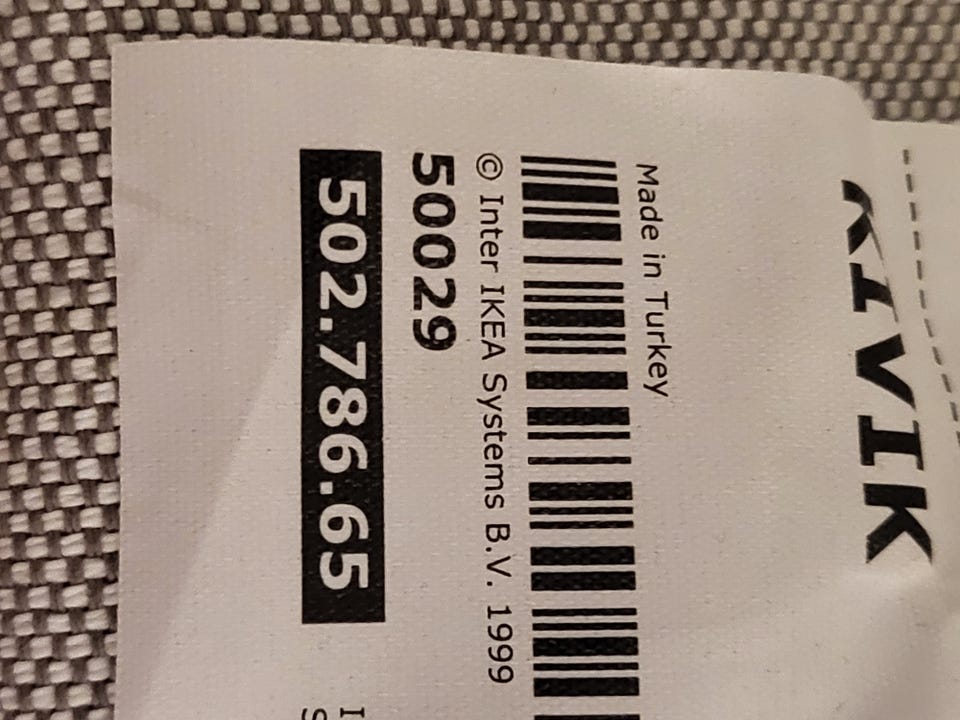 KIVIK
Made in Turkey
© Inter IKEA Systems B.V. 1999
50029
502.786.65